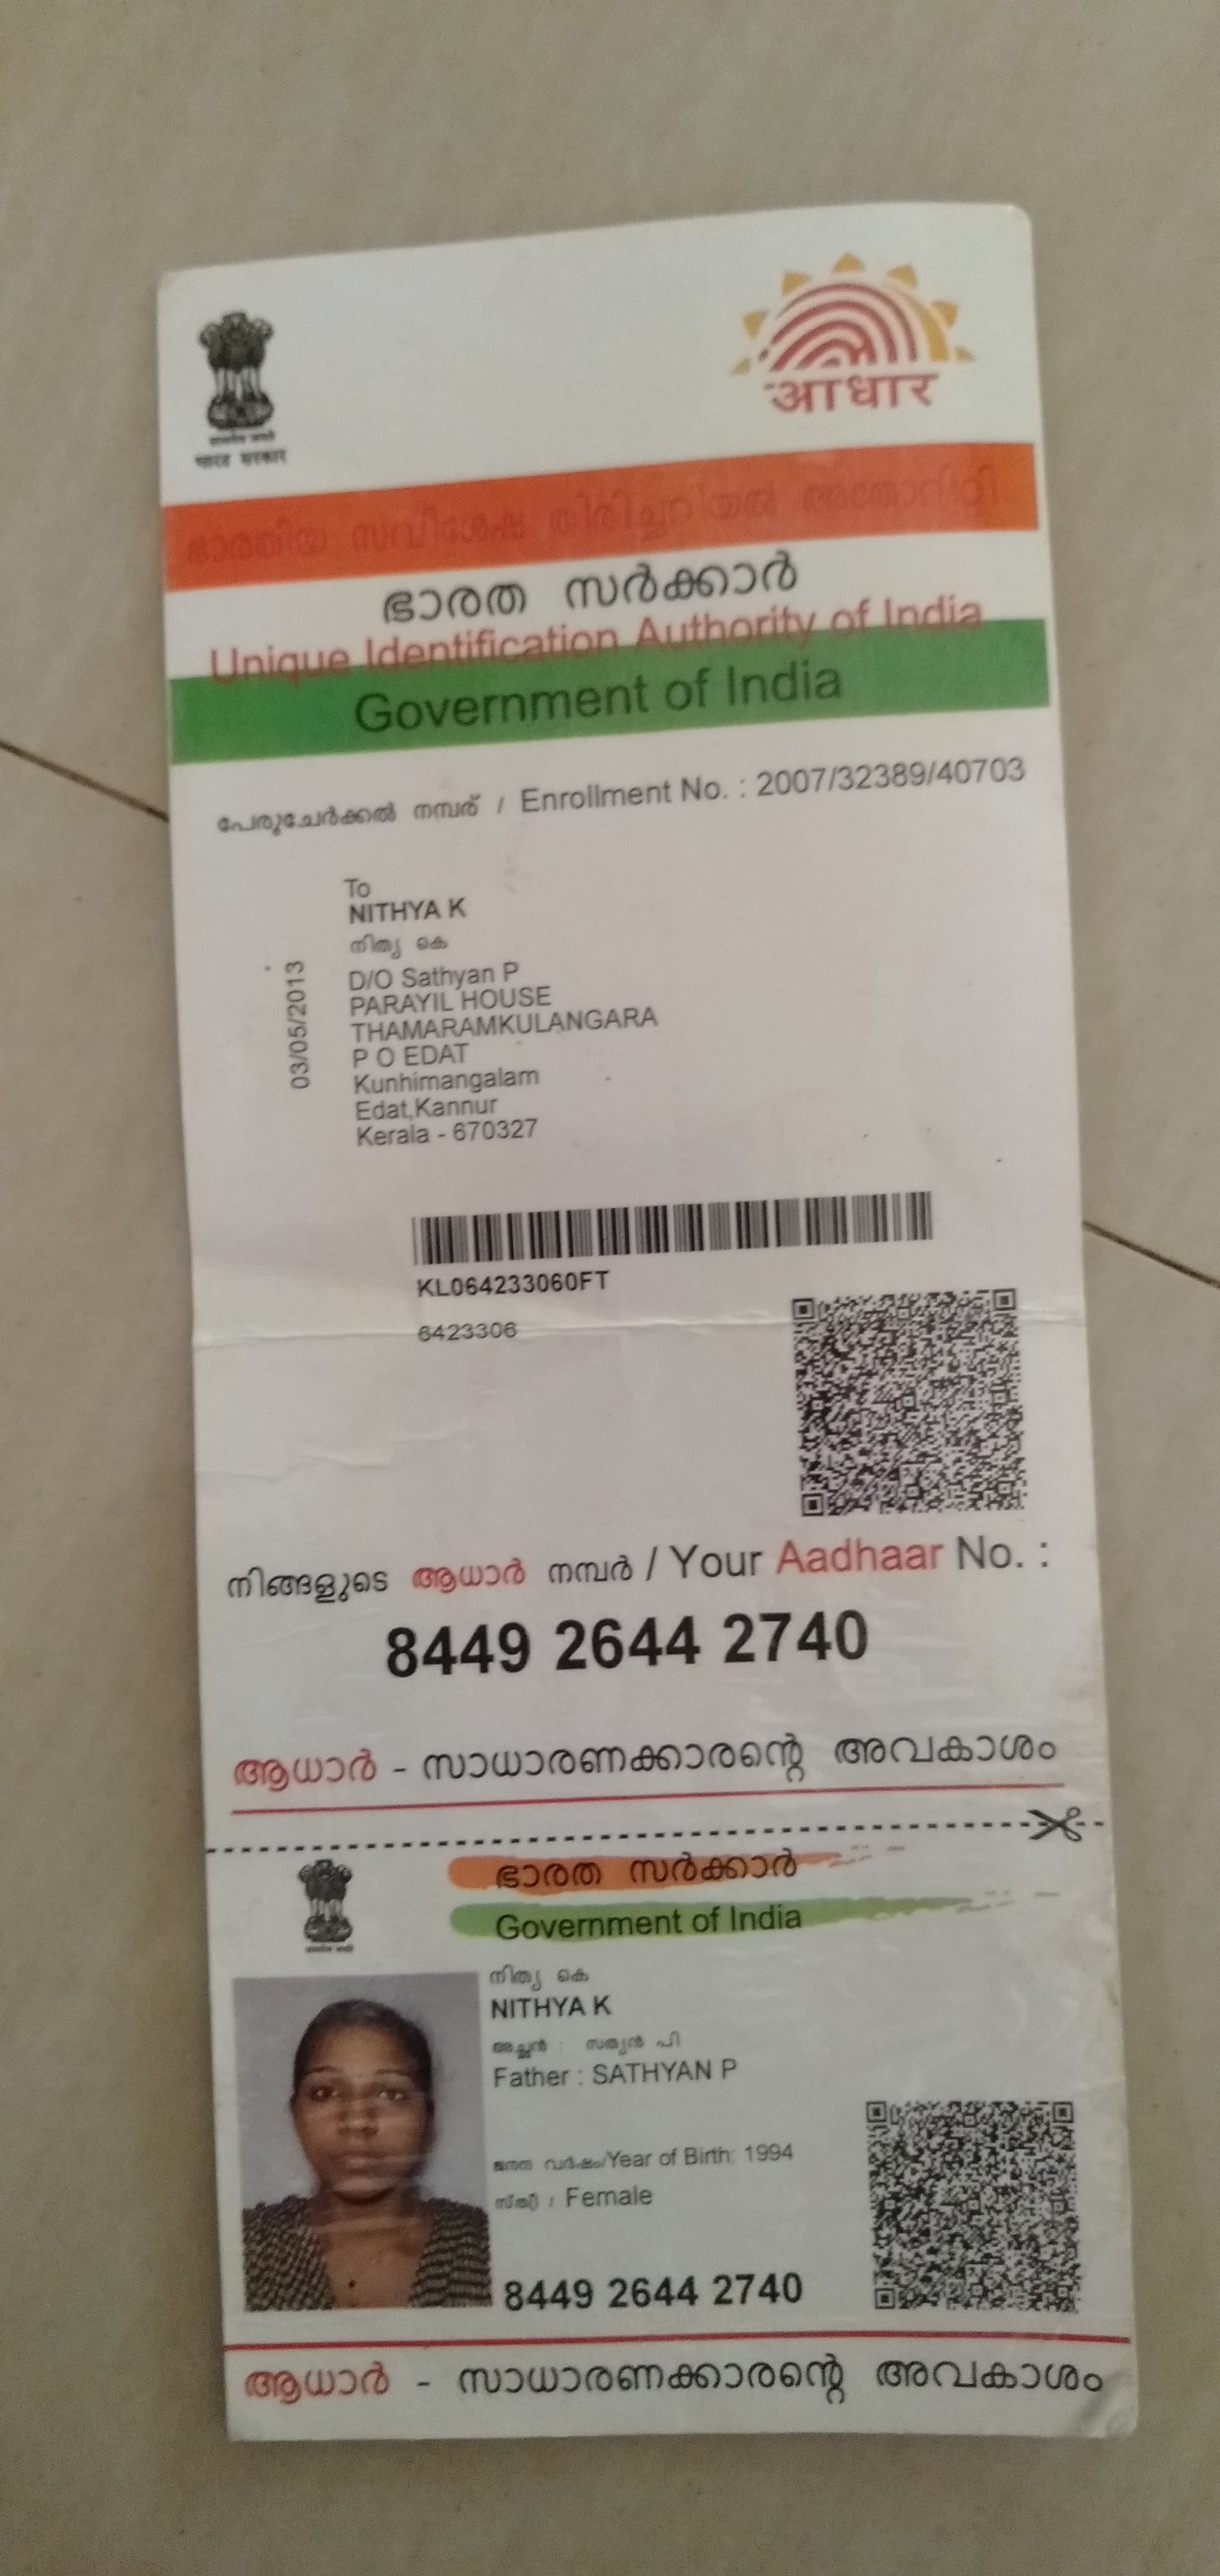 आधार
भारत सरकार
ഭാരതീയ സവിശേഷ തിരിച്ചറിയൽ അതോറിറ്റി
ഭാരത സർക്കാർ
Unique Identification Authority of India
Government of India
പേരുചേർക്കൽ നമ്പര് / Enrollment No. : 2007/32389/40703
To
NITHYA K
നിത്യ കെ
D/O Sathyan P
PARAYIL HOUSE
THAMARAMKULANGARA
P O EDAT
Kunhimangalam
Edat,Kannur
Kerala - 670327
03/05/2013
KL064233060FT
6423306
നിങ്ങളുടെ ആധാർ നമ്പർ / Your Aadhaar No. :
8449 2644 2740
ആധാർ - സാധാരണക്കാരന്റെ അവകാശം
ഭാരത സർക്കാർ
Government of India
നിത്യ കെ
NITHYA K
അച്ഛൻ : സത്യൻ പി
Father : SATHYAN P
ജനന വർഷം/Year of Birth: 1994
സ്ത്രീ / Female
8449 2644 2740
ആധാർ - സാധാരണക്കാരന്റെ അവകാശം